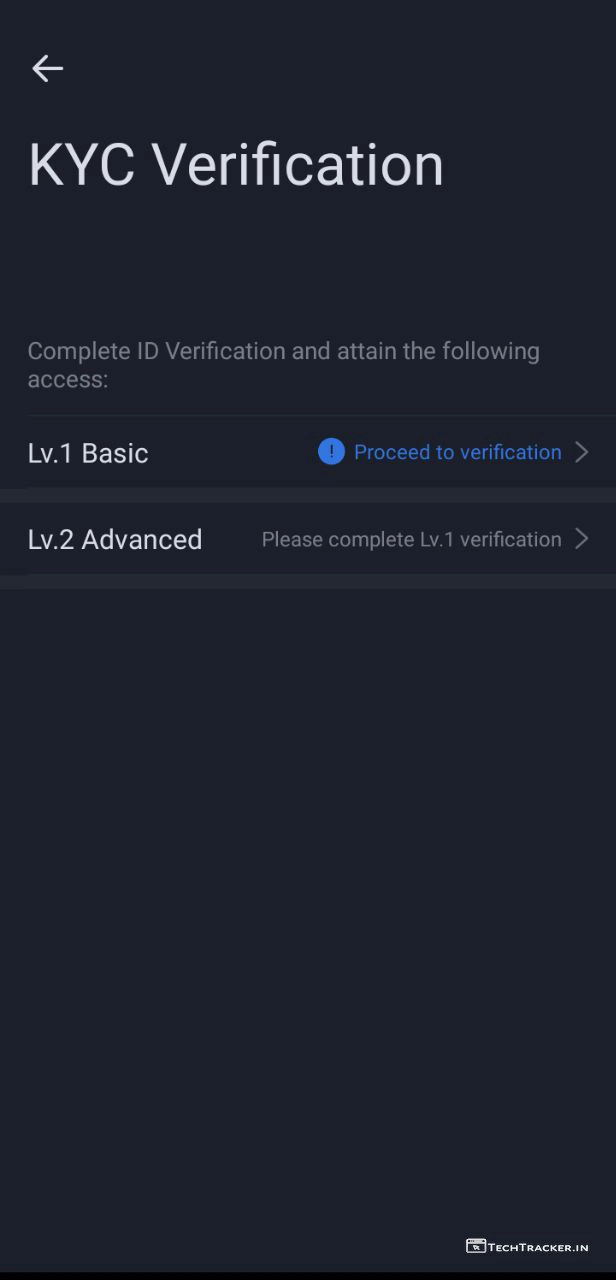 KYC Verification
Complete ID Verification and attain the following
access:
Lv.1 Basic ! Proceed to verification
Lv.2 Advanced Please complete Lv.1 verification
TECHTRACKER.IN